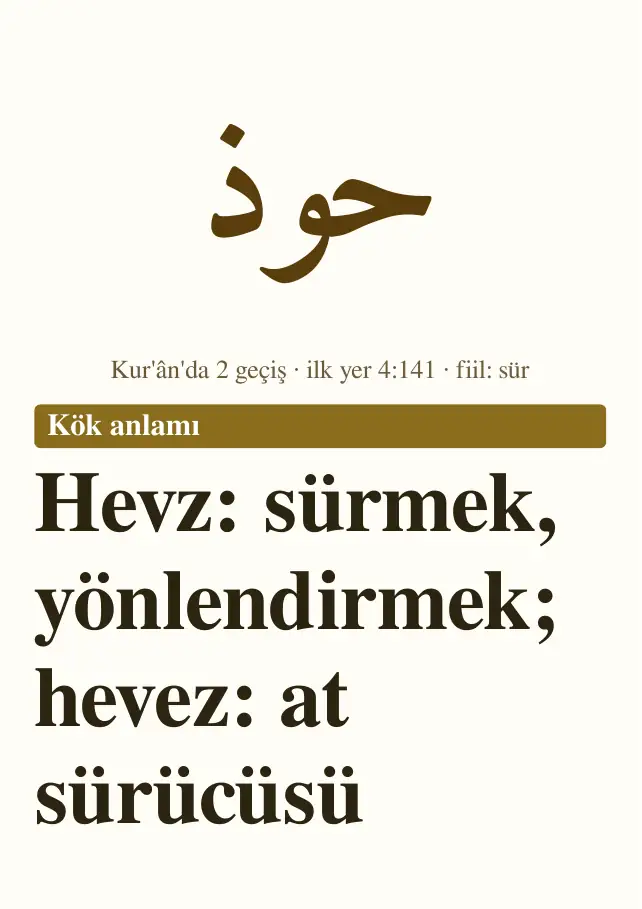 حوذ
Kur'ân'da 2 geçiş · ilk yer 4:141 · fiil: sür
Kök anlamı
Hevz: sürmek,
yönlendirmek;
hevez: at
sürücüsü